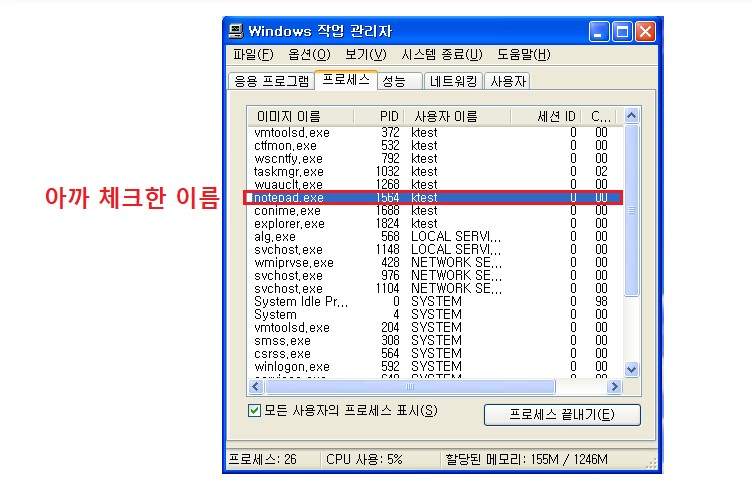 Windows 작업 관리자
파일(F) 옵션(O) 보기(V) 시스템 종료(U) 도움말(H)
응용 프로그램 프로세스 성능 네트워킹 사용자
이미지 이름 PID 사용자 이름 세션 ID C...
vmtoolsd.exe 372 ktest 0 00
ctfmon.exe 532 ktest 0 00
wscntfy.exe 792 ktest 0 00
taskmgr.exe 1032 ktest 0 02
wuauclt.exe 1268 ktest 0 00
아까 체크한 이름 notepad.exe 1564 ktest 0 00
conime.exe 1688 ktest 0 00
explorer.exe 1824 ktest 0 00
alg.exe 568 LOCAL SERVI... 0 00
svchost.exe 1148 LOCAL SERVI... 0 00
wmiprvse.exe 428 NETWORK SE... 0 00
svchost.exe 976 NETWORK SE... 0 00
svchost.exe 1104 NETWORK SE... 0 00
System Idle Pr... 0 SYSTEM 0 98
System 4 SYSTEM 0 00
vmtoolsd.exe 204 SYSTEM 0 00
smss.exe 308 SYSTEM 0 00
csrss.exe 564 SYSTEM 0 00
winlogon.exe 592 SYSTEM 0 00
모든 사용자의 프로세스 표시(S) 프로세스 끝내기(E)
프로세스: 26 CPU 사용: 5% 할당된 메모리: 155M / 1246M